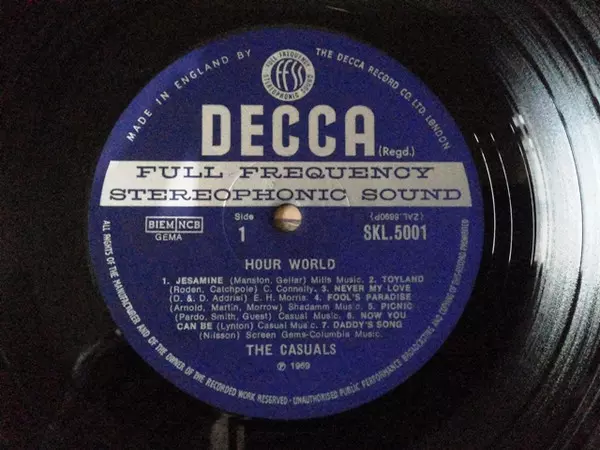 MADE IN ENGLAND BY
THE DECCA RECORD CO. LTD. LONDON
FULL FREQUENCY
FFSS
STEREOPHONIC SOUND
DECCA
(Regd.)
FULL FREQUENCY
STEREOPHONIC SOUND
BIEM NCB
GEMA
Side
1
(ZAL.6690P)
SKL.5001
HOUR WORLD
1. JESAMINE (Manston, Gellar) Mills Music. 2. TOYLAND
(Roden, Catchpole) C. Connelly. 3. NEVER MY LOVE
(D. & D. Addrisi) E. H. Morris. 4. FOOL'S PARADISE
(Arnold, Martin, Morrow) Shadamm Music. 5. PICNIC
(Pardo, Smith, Guest) Casual Music. 6. NOW YOU
CAN BE (Lynton) Casual Music. 7. DADDY'S SONG
(Nilsson) Screen Gems-Columbia Music.
THE CASUALS
℗ 1969
ALL RIGHTS OF THE MANUFACTURER AND OF THE OWNER OF THE RECORDED WORK RESERVED · UNAUTHORISED PUBLIC PERFORMANCE BROADCASTING AND COPYING OF THIS RECORD PROHIBITED